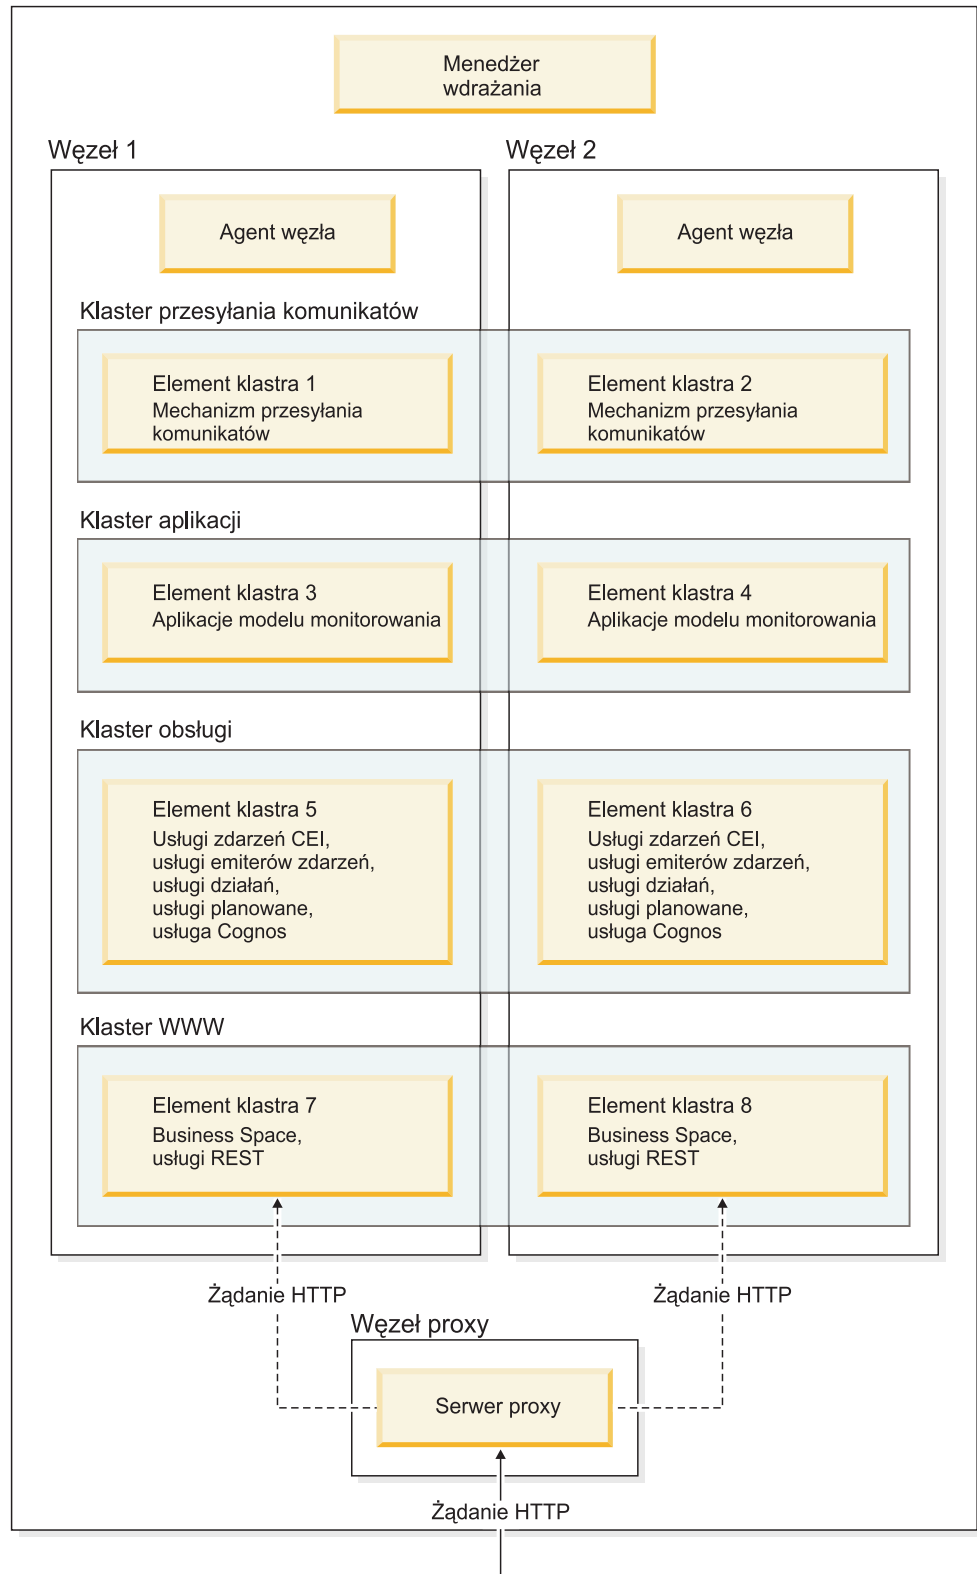 Menedżer
wdrażania
Węzeł 1
Węzeł 2
Agent węzła
Agent węzła
Klaster przesyłania komunikatów
Element klastra 1
Mechanizm przesyłania
komunikatów
Element klastra 2
Mechanizm przesyłania
komunikatów
Klaster aplikacji
Element klastra 3
Aplikacje modelu monitorowania
Element klastra 4
Aplikacje modelu monitorowania
Klaster obsługi
Element klastra 5
Usługi zdarzeń CEI,
usługi emiterów zdarzeń,
usługi działań,
usługi planowane,
usługa Cognos
Element klastra 6
Usługi zdarzeń CEI,
usługi emiterów zdarzeń,
usługi działań,
usługi planowane,
usługa Cognos
Klaster WWW
Element klastra 7
Business Space,
usługi REST
Element klastra 8
Business Space,
usługi REST
Żądanie HTTP
Żądanie HTTP
Węzeł proxy
Serwer proxy
Żądanie HTTP